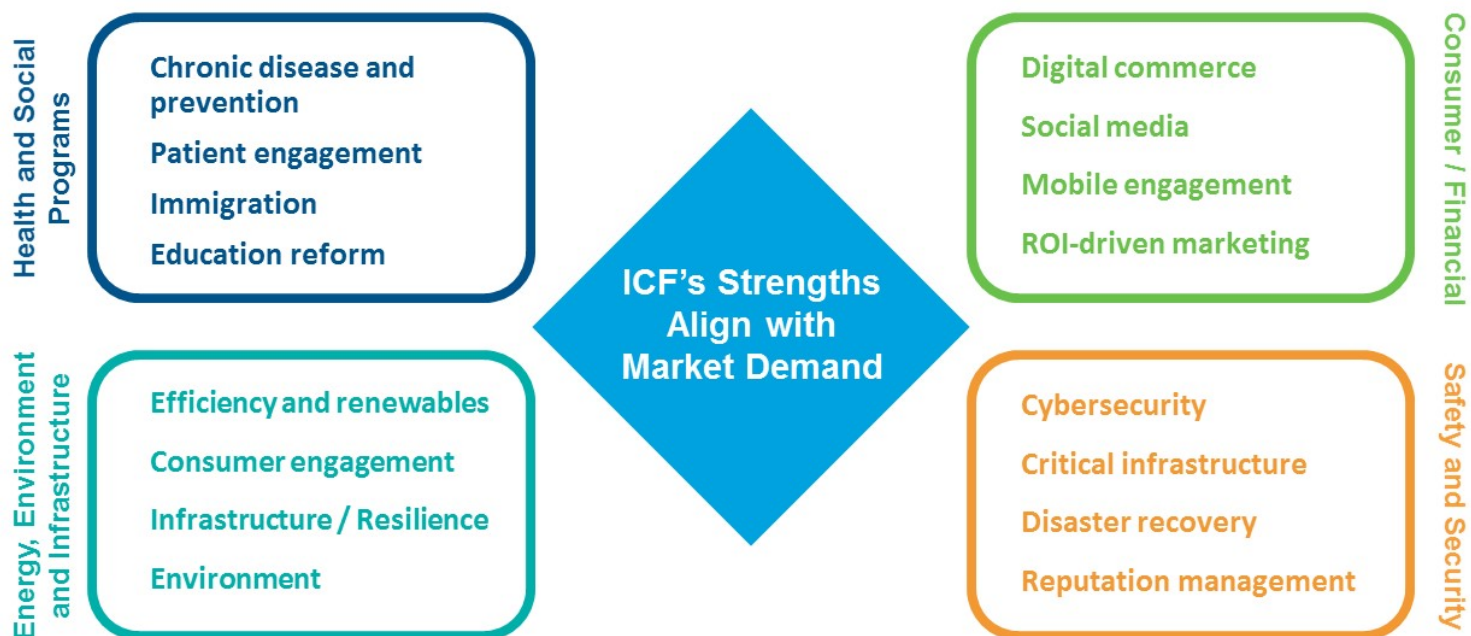 Health and Social
Programs
Chronic disease and
prevention
Patient engagement
Immigration
Education reform
Consumer / Financial
Digital commerce
Social media
Mobile engagement
ROI-driven marketing
ICF’s Strengths
Align with
Market Demand
Energy, Environment
and Infrastructure
Efficiency and renewables
Consumer engagement
Infrastructure / Resilience
Environment
Safety and Security
Cybersecurity
Critical infrastructure
Disaster recovery
Reputation management